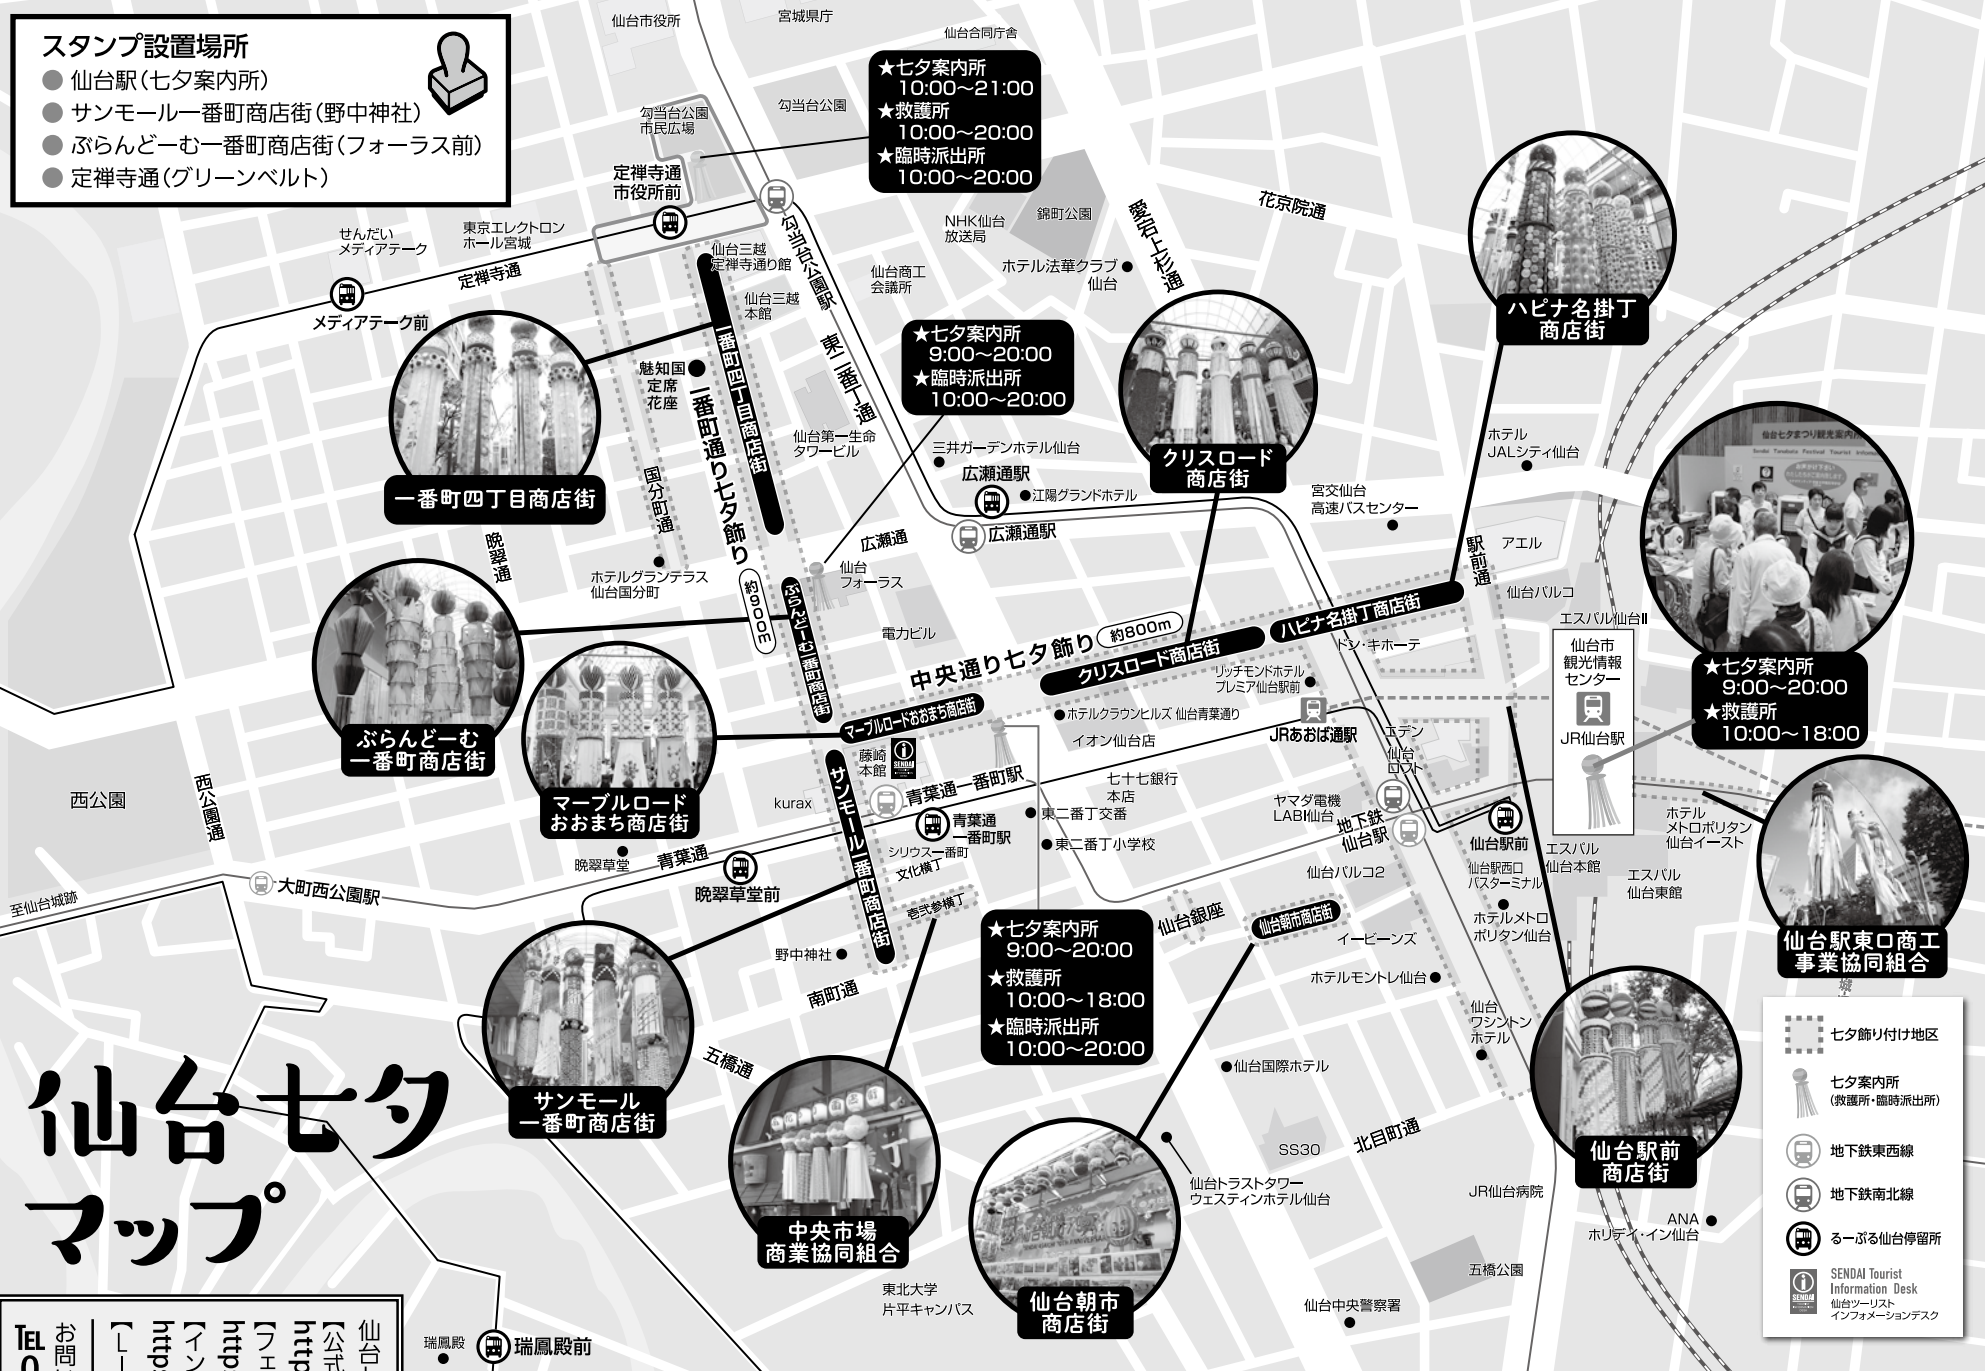 スタンプ設置場所
● 仙台駅（七夕案内所）
● サンモール一番町商店街（野中神社）
● ぶらんどーむ一番町商店街（フォーラス前）
● 定禅寺通（グリーンベルト）
仙台市役所
宮城県庁
仙台合同庁舎
勾当台公園
市民広場
勾当台公園
★七夕案内所
10:00〜21:00
★救護所
10:00〜20:00
★臨時派出所
10:00〜20:00
定禅寺通
市役所前
せんだい
メディアテーク
東京エレクトロン
ホール宮城
定禅寺通
メディアテーク前
仙台三越
定禅寺通り館
仙台三越
本館
勾当台公園駅
NHK仙台
放送局
錦町公園
愛宕上杉通
花京院通
仙台商工
会議所
ホテル法華クラブ
仙台
ハピナ名掛丁
商店街
一番町四丁目商店街
魅知国
定席
花座
一番町四丁目商店街
一番町通り七夕飾り
約900m
東二番丁通
★七夕案内所
9:00〜20:00
★臨時派出所
10:00〜20:00
仙台第一生命
タワービル
三井ガーデンホテル仙台
広瀬通駅
江陽グランドホテル
広瀬通駅
広瀬通
クリスロード
商店街
ホテル
JALシティ仙台
宮交仙台
高速バスセンター
仙台七夕まつり観光案内所
Sendai Tanabata Festival Tourist Information
国分町通
晩翠通
ホテルグランテラス
仙台国分町
仙台
フォーラス
電力ビル
駅前通
アエル
仙台パルコ
エスパル仙台Ⅱ
ぶらんどーむ
一番町商店街
ぶらんどーむ一番町商店街
中央通り七夕飾り
約800m
クリスロード商店街
ハピナ名掛丁商店街
ドン・キホーテ
リッチモンドホテル
プレミア仙台駅前
仙台市
観光情報
センター
JR仙台駅
★七夕案内所
9:00〜20:00
★救護所
10:00〜18:00
マーブルロード
おおまち商店街
マーブルロードおおまち商店街
ホテルクラウンヒルズ 仙台青葉通り
イオン仙台店
JRあおば通駅
エデン
仙台
ロフト
藤崎
本館
SENDAI
サンモール一番町商店街
kurax
青葉通一番町駅
青葉通
一番町駅
七十七銀行
本店
東二番丁交番
東二番丁小学校
ヤマダ電機
LABI仙台
地下鉄
仙台駅
仙台駅前
ホテル
メトロポリタン
仙台イースト
エスパル
仙台本館
エスパル
仙台東館
仙台駅西口
バスターミナル
仙台パルコ2
西公園
西公園通
至仙台城跡
大町西公園駅
晩翠草堂
青葉通
晩翠草堂前
シリウス一番町
文化横丁
壱弐参横丁
野中神社
南町通
★七夕案内所
9:00〜20:00
★救護所
10:00〜18:00
★臨時派出所
10:00〜20:00
仙台銀座
仙台朝市商店街
イービーンズ
ホテルメトロ
ポリタン仙台
ホテルモントレ仙台
仙台駅東口商工
事業協同組合
サンモール
一番町商店街
五橋通
仙台
ワシントン
ホテル
仙台国際ホテル
SS30
北目町通
仙台駅前
商店街
中央市場
商業協同組合
仙台朝市
商店街
仙台トラストタワー
ウェスティンホテル仙台
JR仙台病院
ANA
ホリデイ・イン仙台
五橋公園
仙台中央警察署
東北大学
片平キャンパス
七夕飾り付け地区
七夕案内所
（救護所・臨時派出所）
地下鉄東西線
地下鉄南北線
るーぷる仙台停留所
SENDAI
SENDAI Tourist
Information Desk
仙台ツーリスト
インフォメーションデスク
仙台七夕
マップ
瑞鳳殿
瑞鳳殿前
【公式
http
【フェ
http
【イン
http
お問
TEL